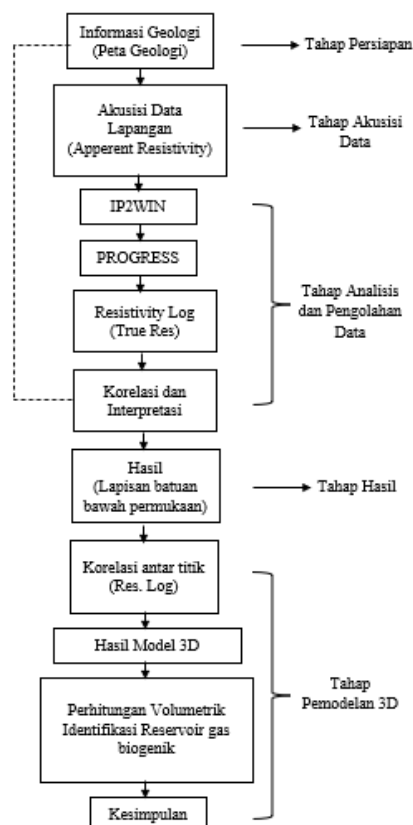 Informasi Geologi
(Peta Geologi)
Tahap Persiapan
Akusisi Data
Lapangan
(Apperent Resistivity)
Tahap Akusisi
Data
IP2WIN
PROGRESS
Resistivity Log
(True Res)
Korelasi dan
Interpretasi
Tahap Analisis
dan Pengolahan
Data
Hasil
(Lapisan batuan
bawah permukaan)
Tahap Hasil
Korelasi antar titik
(Res. Log)
Hasil Model 3D
Perhitungan Volumetrik
Identifikasi Reservoir gas
biogenik
Kesimpulan
Tahap
Pemodelan 3D